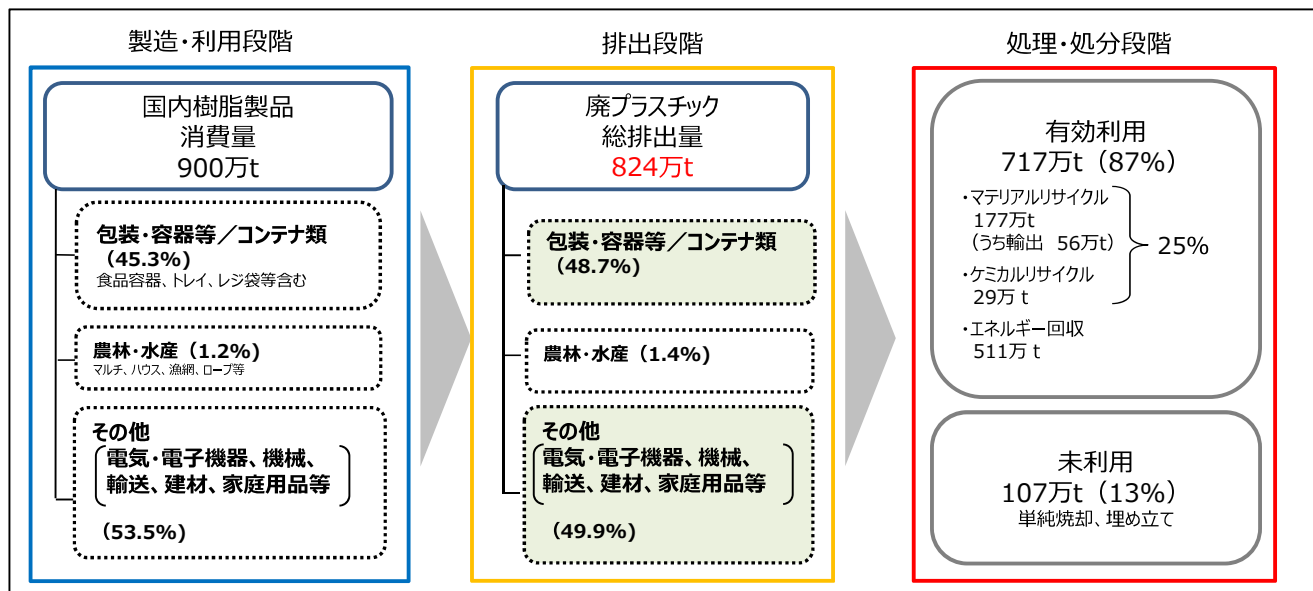 製造・利用段階
国内樹脂製品
消費量
900万t
包装・容器等／コンテナ類
（45.3%）
食品容器、トレイ、レジ袋等含む
農林・水産（1.2%）
マルチ、ハウス、漁網、ロープ等
その他
電気・電子機器、機械、
輸送、建材、家庭用品等
（53.5%）
排出段階
廃プラスチック
総排出量
824万t
包装・容器等／コンテナ類
（48.7%）
農林・水産（1.4%）
その他
電気・電子機器、機械、
輸送、建材、家庭用品等
（49.9%）
処理・処分段階
有効利用
717万t（87%）
・マテリアルリサイクル
177万t
（うち輸出 56万t）
・ケミカルリサイクル
29万 t
25%
・エネルギー回収
511万 t
未利用
107万t（13%）
単純焼却、埋め立て